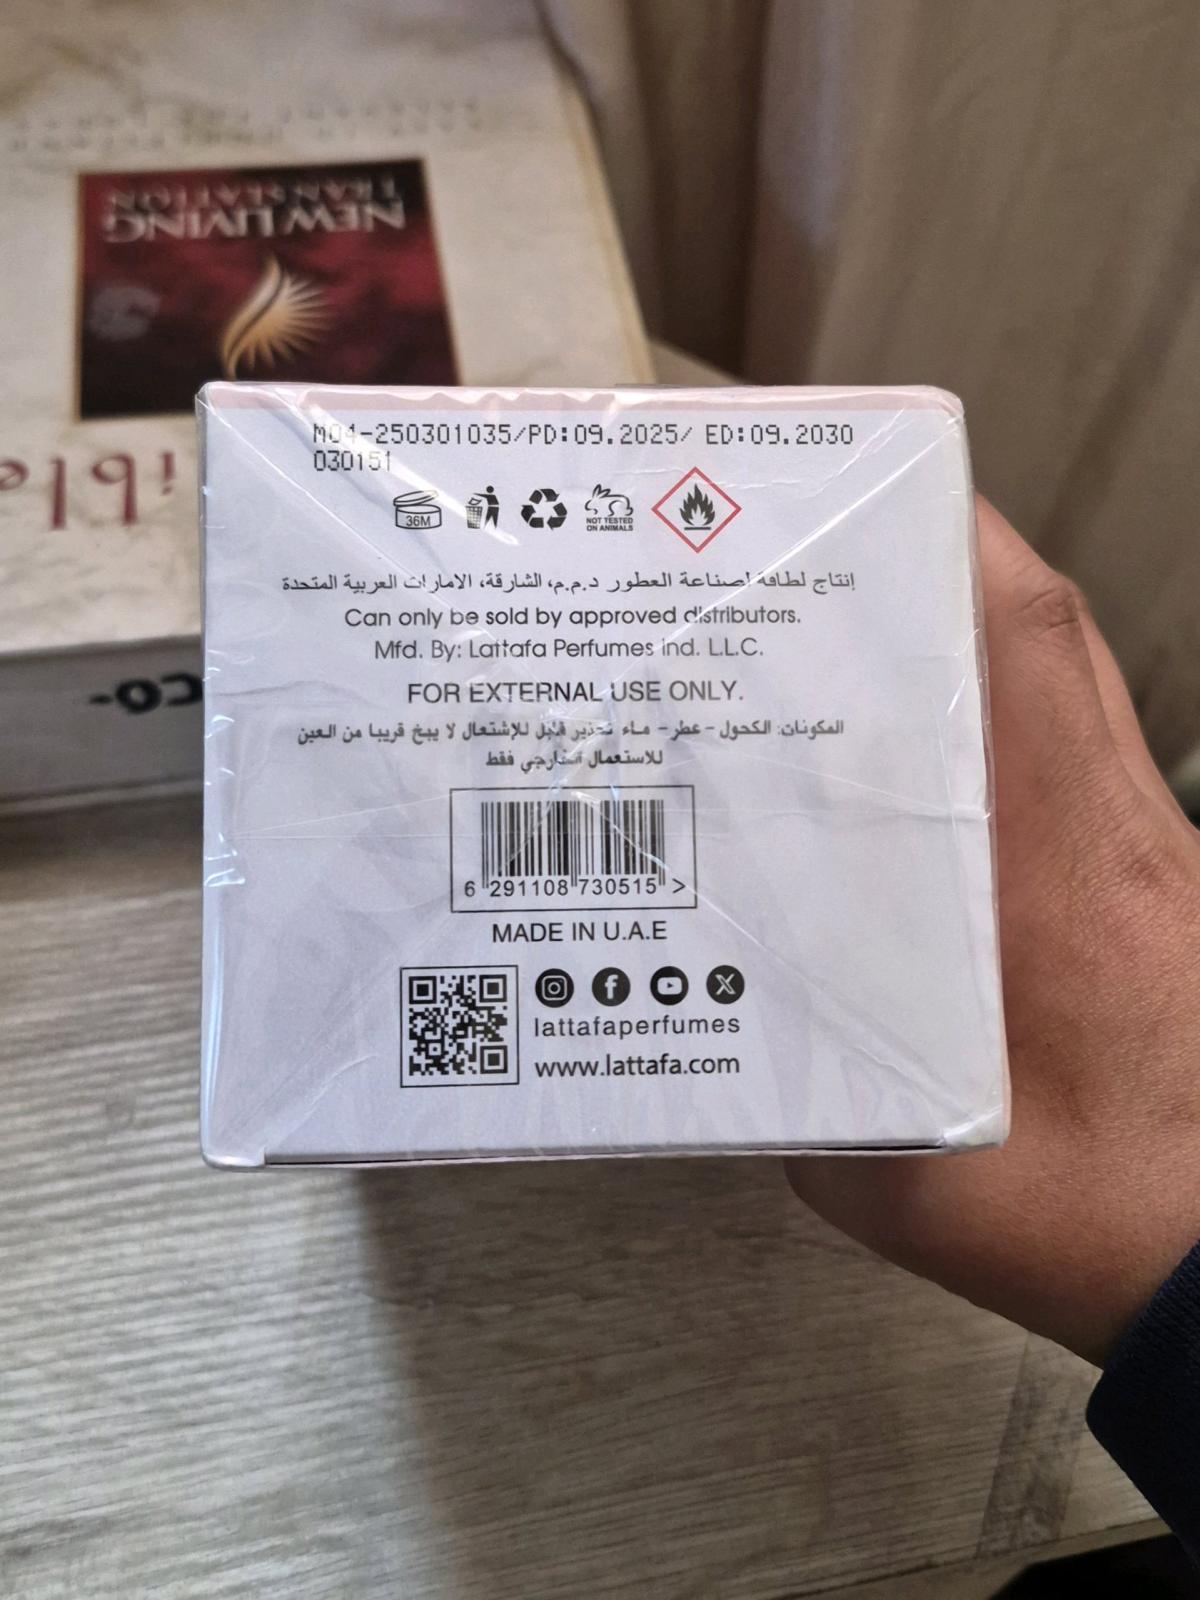 NEW LIVING
TRANSLATION
M04-250301035/PD:09.2025/ ED:09.2030
030151
36M
NOT TESTED
ON ANIMALS
إنتاج لطافة لصناعة العطور د.م.م، الشارقة، الامارات العربية المتحدة
Can only be sold by approved distributors.
Mfd. By: Lattafa Perfumes ind. L.L.C.
FOR EXTERNAL USE ONLY.
المكونات: الكحول - عطر - ماء تحذير قابل للإشتعال لا يبخ قريبا من العين
للاستعمال الخارجي فقط
6 291108 730515 >
MADE IN U.A.E
lattafaperfumes
www.lattafa.com